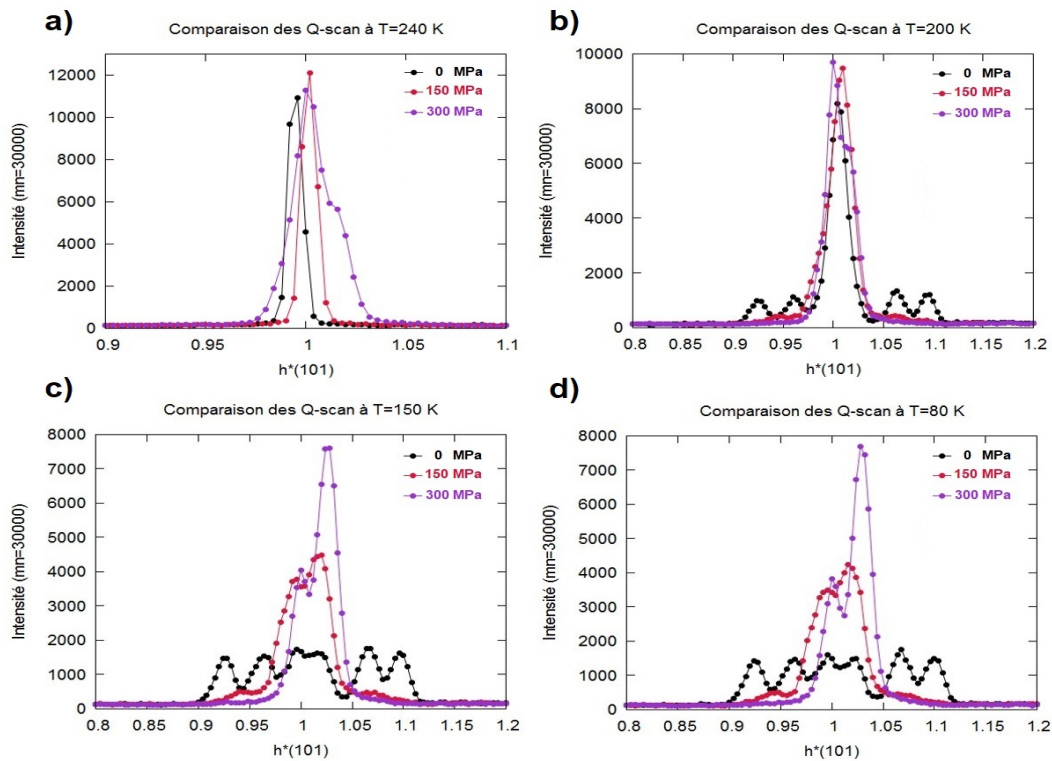 a)
Comparaison des Q-scan à T=240 K
12000
10000
8000
6000
4000
2000
0
0.9
0.95
1
1.05
1.1
Intensité (mn=30000)
h*(101)
0 MPa
150 MPa
300 MPa
b)
Comparaison des Q-scan à T=200 K
10000
8000
6000
4000
2000
0
0.8
0.85
0.9
0.95
1
1.05
1.1
1.15
1.2
Intensité (mn=30000)
h*(101)
0 MPa
150 MPa
300 MPa
c)
Comparaison des Q-scan à T=150 K
8000
7000
6000
5000
4000
3000
2000
1000
0
0.8
0.85
0.9
0.95
1
1.05
1.1
1.15
1.2
Intensité (mn=30000)
h*(101)
0 MPa
150 MPa
300 MPa
d)
Comparaison des Q-scan à T=80 K
8000
7000
6000
5000
4000
3000
2000
1000
0
0.8
0.85
0.9
0.95
1
1.05
1.1
1.15
1.2
Intensité (mn=30000)
h*(101)
0 MPa
150 MPa
300 MPa